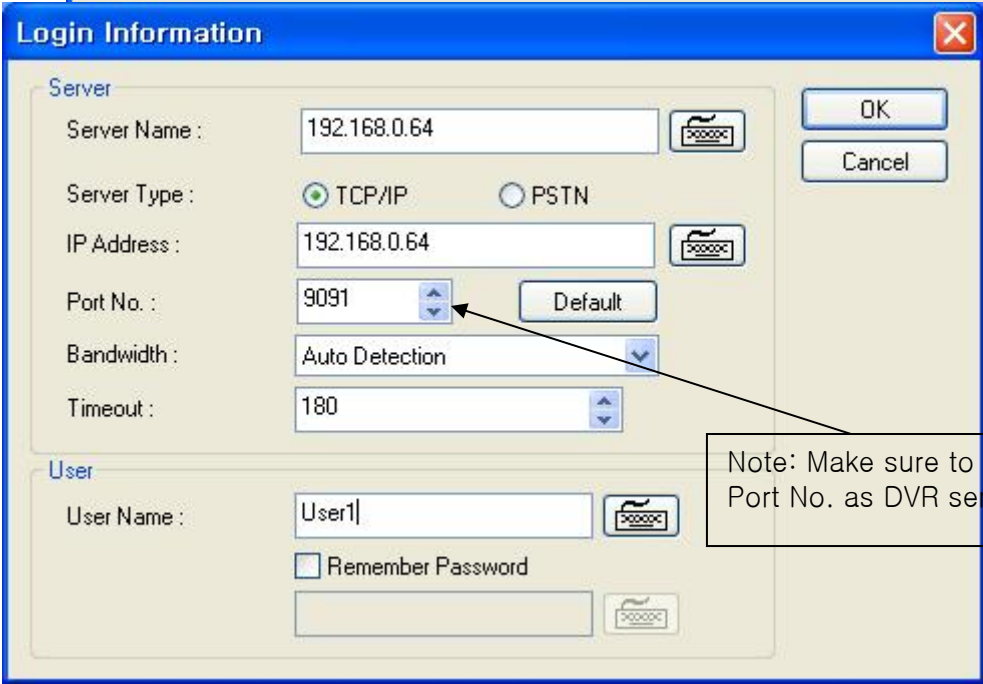 Login Information
Server
Server Name :
192.168.0.64
OK
Cancel
Server Type :
TCP/IP
PSTN
IP Address :
192.168.0.64
Port No. :
9091
Default
Bandwidth :
Auto Detection
Timeout :
180
Note: Make sure to
Port No. as DVR
User
User Name :
User1
Remember Password